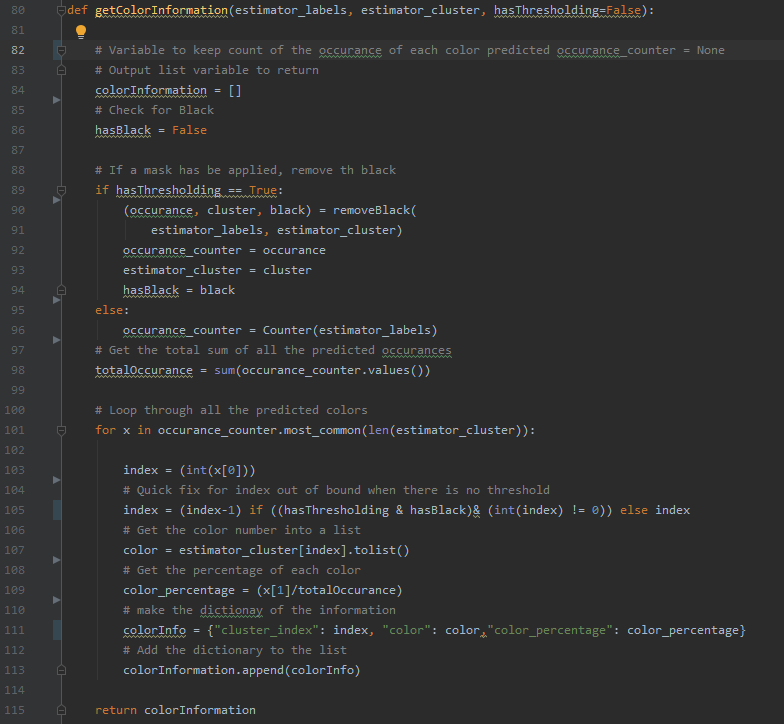 80 def getColorInformation(estimator_labels, estimator_cluster, hasThresholding=False):
81
82     # Variable to keep count of the occurance of each color predicted occurance_counter = None
83     # Output list variable to return
84     colorInformation = []
85     # Check for Black
86     hasBlack = False
87
88     # If a mask has be applied, remove th black
89     if hasThresholding == True:
90         (occurance, cluster, black) = removeBlack(
91             estimator_labels, estimator_cluster)
92         occurance_counter = occurance
93         estimator_cluster = cluster
94         hasBlack = black
95     else:
96         occurance_counter = Counter(estimator_labels)
97     # Get the total sum of all the predicted occurances
98     totalOccurance = sum(occurance_counter.values())
99
100     # Loop through all the predicted colors
101     for x in occurance_counter.most_common(len(estimator_cluster)):
102
103         index = (int(x[0]))
104         # Quick fix for index out of bound when there is no threshold
105         index = (index-1) if ((hasThresholding & hasBlack)& (int(index) != 0)) else index
106         # Get the color number into a list
107         color = estimator_cluster[index].tolist()
108         # Get the percentage of each color
109         color_percentage = (x[1]/totalOccurance)
110         # make the dictionay of the information
111         colorInfo = {"cluster_index": index, "color": color,"color_percentage": color_percentage}
112         # Add the dictionary to the list
113         colorInformation.append(colorInfo)
114
115     return colorInformation